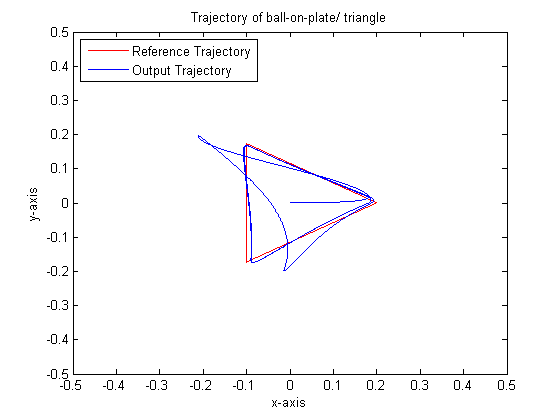 Trajectory of ball-on-plate/ triangle
Reference Trajectory
Output Trajectory
0.5
0.4
0.3
0.2
0.1
0
-0.1
-0.2
-0.3
-0.4
-0.5
y-axis
-0.5 -0.4 -0.3 -0.2 -0.1 0 0.1 0.2 0.3 0.4 0.5
x-axis